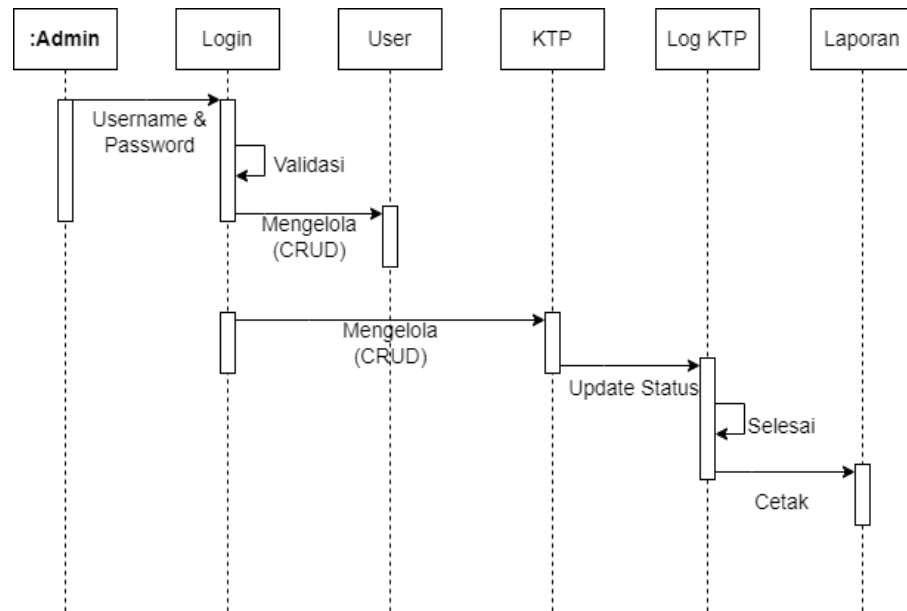 :Admin
Login
User
KTP
Log KTP
Laporan
Username &
Password
Validasi
Mengelola
(CRUD)
Mengelola
(CRUD)
Update Status
Selesai
Cetak